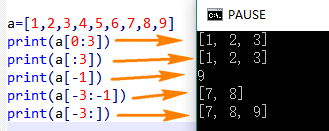 PAUSE
a=[1,2,3,4,5,6,7,8,9]
print(a[0:3])
print(a[:3])
print(a[-1])
print(a[-3:-1])
print(a[-3:])
[1, 2, 3]
[1, 2, 3]
9
[7, 8]
[7, 8, 9]